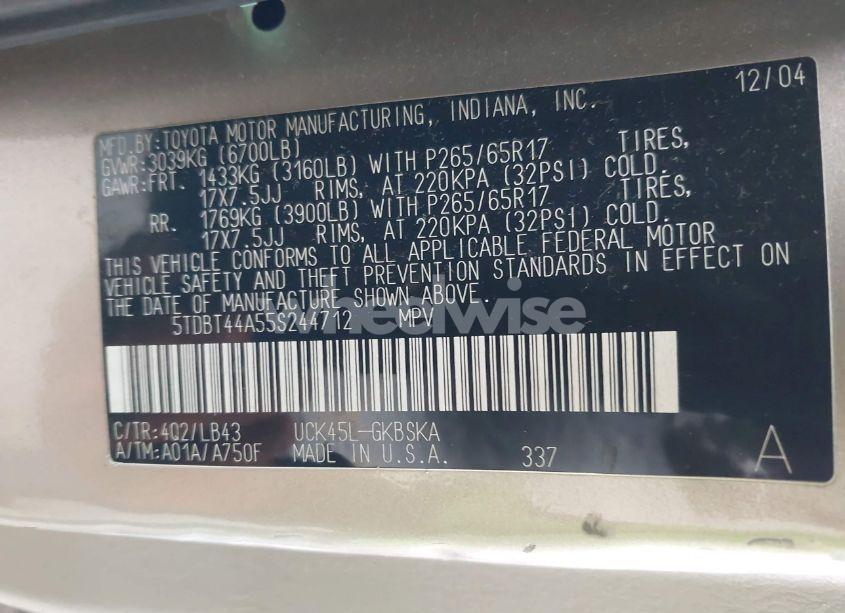 12/04
MFD.BY:TOYOTA MOTOR MANUFACTURING, INDIANA, INC.
GVWR:3039KG (6700LB)
GAWR:FRT. 1433KG (3160LB) WITH P265/65R17 TIRES,
17X7.5JJ RIMS, AT 220KPA (32PSI) COLD.
RR. 1769KG (3900LB) WITH P265/65R17 TIRES,
17X7.5JJ RIMS, AT 220KPA (32PSI) COLD.
THIS VEHICLE CONFORMS TO ALL APPLICABLE FEDERAL MOTOR
VEHICLE SAFETY AND THEFT PREVENTION STANDARDS IN EFFECT ON
THE DATE OF MANUFACTURE SHOWN ABOVE.
5TDBT44A55S244712 MPV
wheelwise
C/TR:4Q2/LB43 UCK45L-GKBSKA
A/TM:A01A/A750F MADE IN U.S.A. 337 A